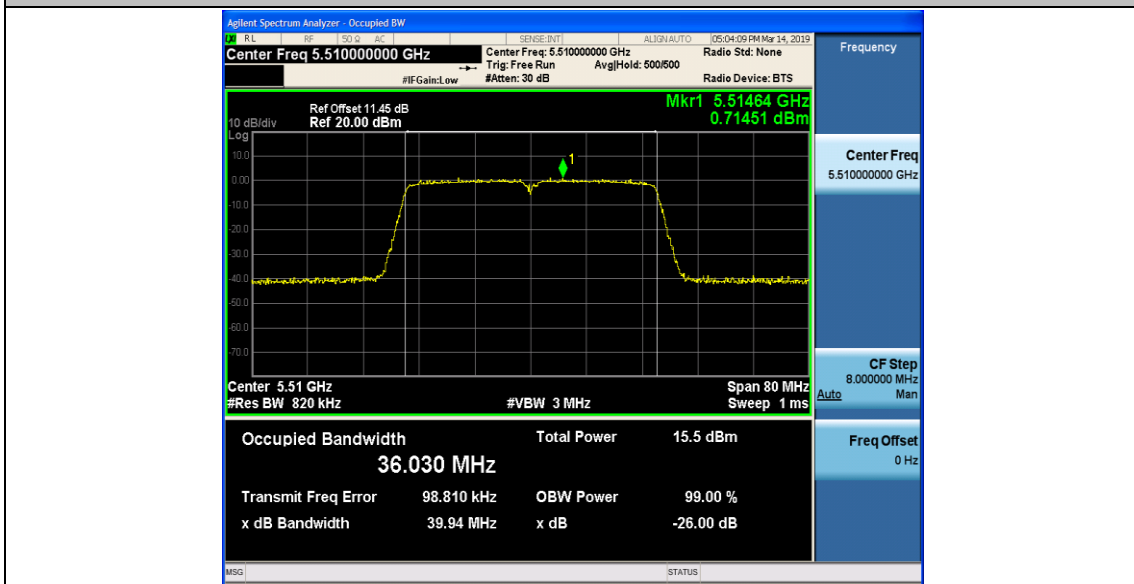 Agilent Spectrum Analyzer - Occupied BW
LXI RL RF 50 Ω AC SENSE:INT ALIGN AUTO 05:04:09 PM Mar 14, 2019
Center Freq 5.510000000 GHz
Center Freq: 5.510000000 GHz Radio Std: None
Trig: Free Run Avg|Hold: 500/500
#IFGain:Low #Atten: 30 dB Radio Device: BTS
Mkr1 5.51464 GHz
0.71451 dBm
Ref Offset 11.45 dB
10 dB/div Ref 20.00 dBm
Log
10.0
0.00
-10.0
-20.0
-30.0
-40.0
-50.0
-60.0
-70.0
1
Center 5.51 GHz Span 80 MHz
#Res BW 820 kHz #VBW 3 MHz Sweep 1 ms
Occupied Bandwidth Total Power 15.5 dBm
36.030 MHz
Transmit Freq Error 98.810 kHz OBW Power 99.00 %
x dB Bandwidth 39.94 MHz x dB -26.00 dB
MSG STATUS
Frequency
Center Freq
5.510000000 GHz
CF Step
8.000000 MHz
Auto Man
Freq Offset
0 Hz